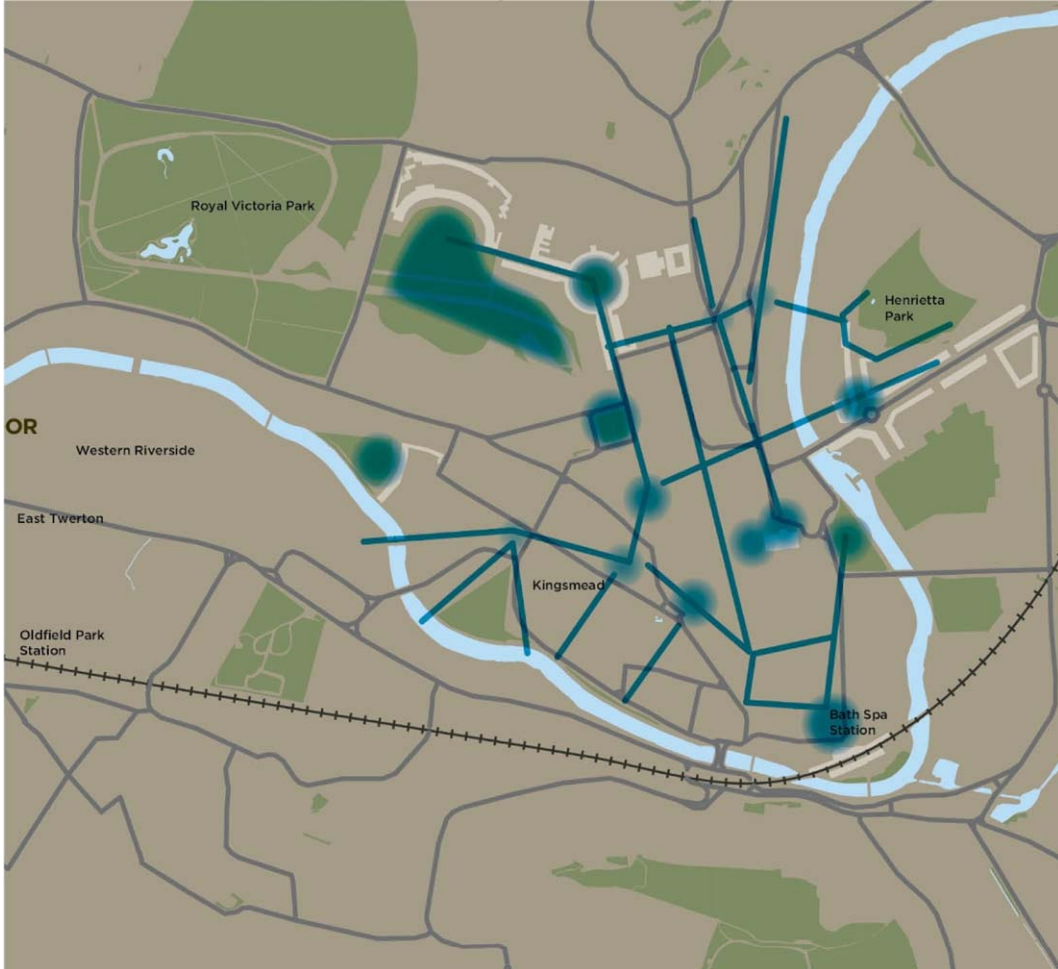 Royal Victoria Park
Henrietta
Park
OR
Western Riverside
East Twerton
Kingsmead
Oldfield Park
Station
Bath Spa
Station